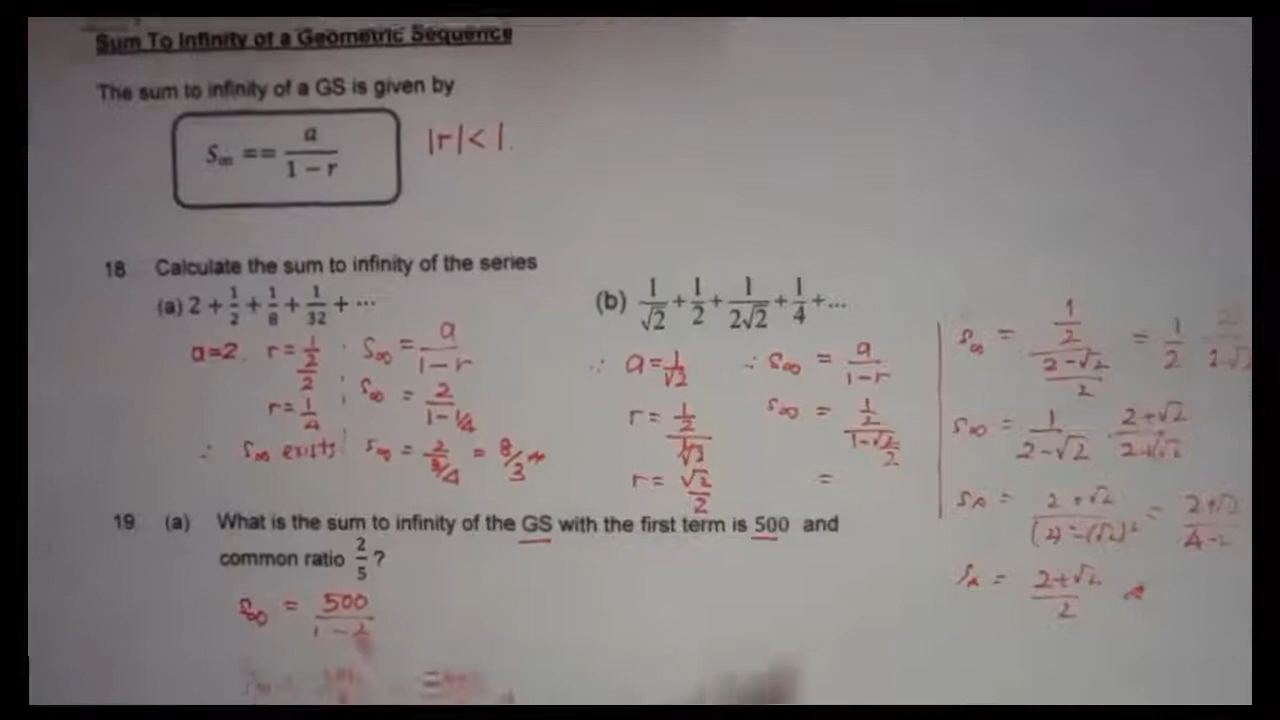 Sum To Infinity of a Geometric Sequence
The sum to infinity of a GS is given by
S∞ == a/(1 − r)
|r| < 1.
18 Calculate the sum to infinity of the series
(a) 2 + 1/2 + 1/8 + 1/32 + ⋯
a=2, r = (1/2)/2
r = 1/4
∴ S∞ exists
S∞ = a/(1−r)
S∞ = 2/(1−1/4)
S∞ = 2/(3/4) = 8/3
(b) 1/√2 + 1/2 + 1/(2√2) + 1/4 + ...
∴ a = 1/√2
r = (1/2)/(1/√2)
r = √2/2
∴ S∞ = a/(1−r)
S∞ = (1/2)/(1−√2/2)
=
S∞ = (1/2)/((2−√2)/2) = 1/2 ·
S∞ = 1/(2−√2) · (2+√2)/(2+√2)
S∞ = (2+√2)/((2)²−(√2)²) = (2+√2)/(4−2)
S∞ = (2+√2)/2
19 (a) What is the sum to infinity of the GS with the first term is 500 and
common ratio 2/5 ?
S∞ = 500/(1−